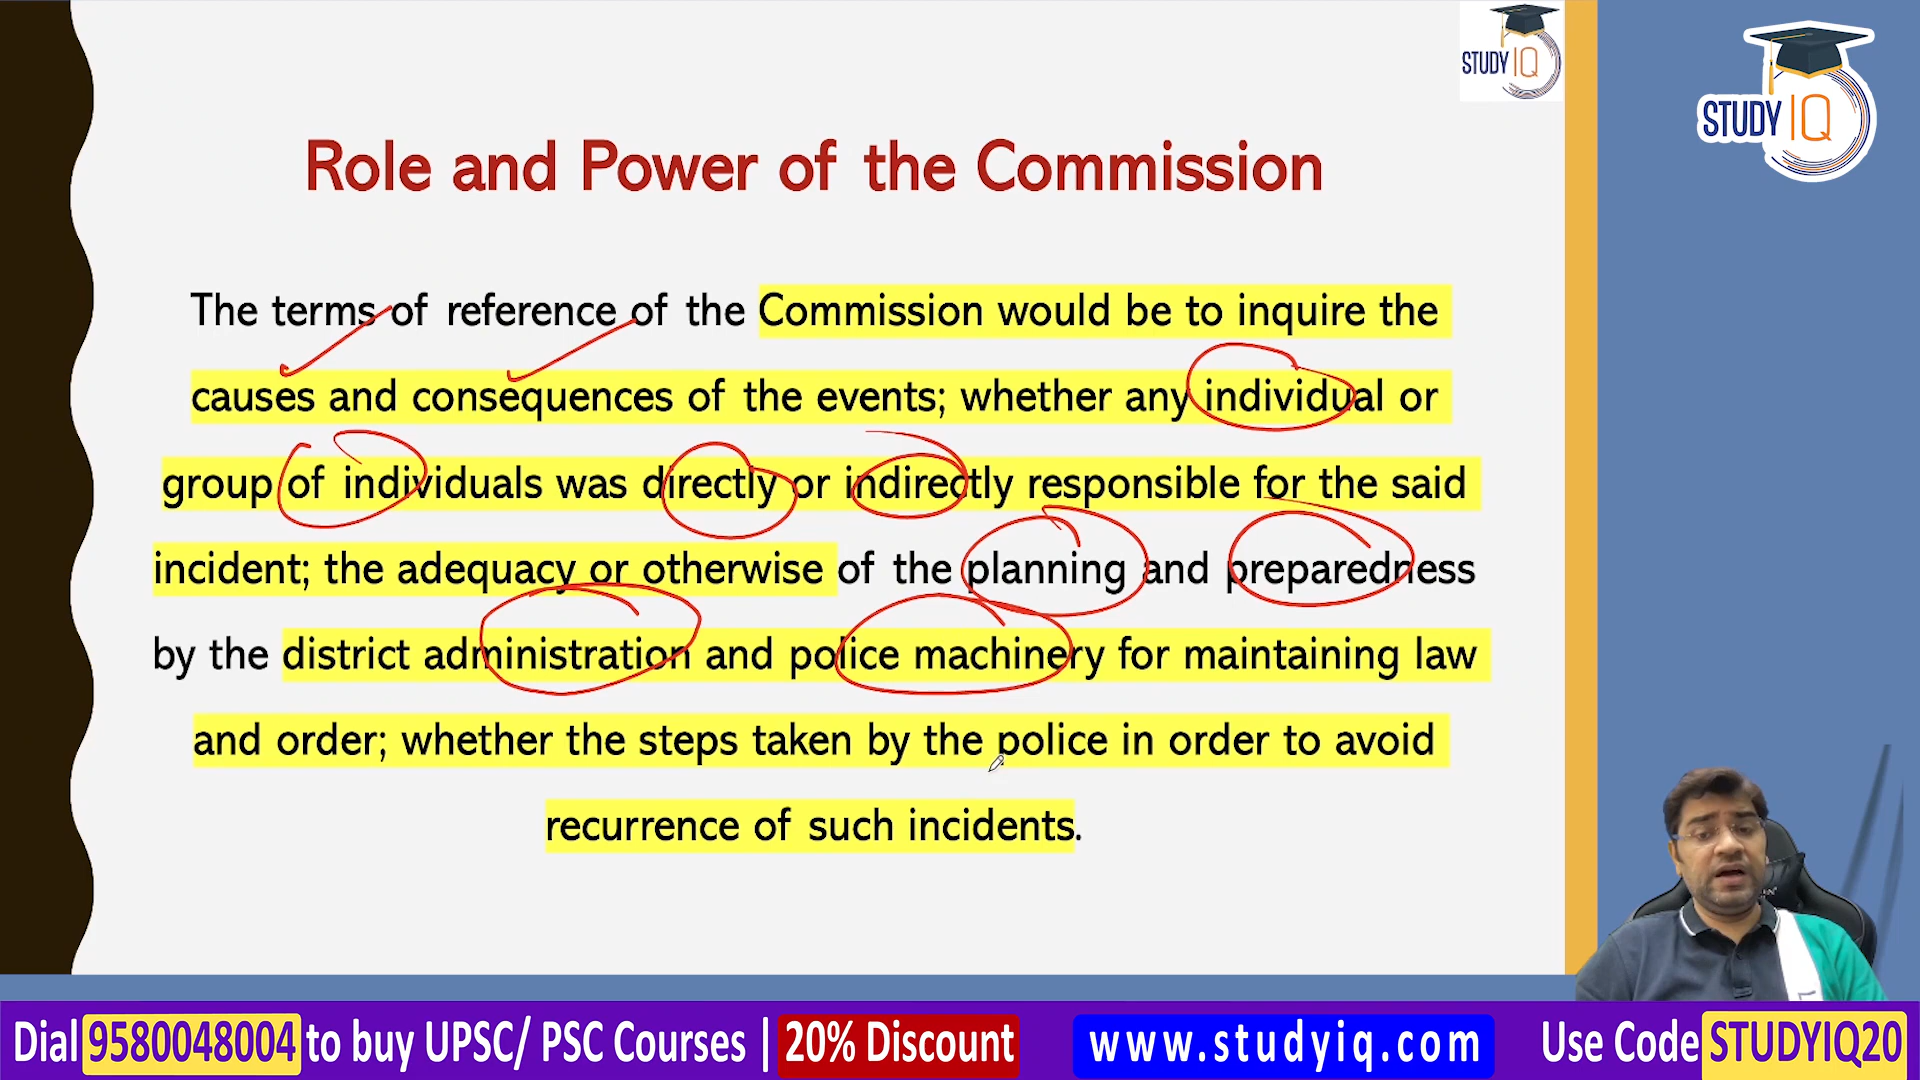 STUDY IQ
STUDY IQ
Role and Power of the Commission
The terms of reference of the Commission would be to inquire the
causes and consequences of the events; whether any individual or
group of individuals was directly or indirectly responsible for the said
incident; the adequacy or otherwise of the planning and preparedness
by the district administration and police machinery for maintaining law
and order; whether the steps taken by the police in order to avoid
recurrence of such incidents.
Dial 9580048004 to buy UPSC/ PSC Courses | 20% Discount www.studyiq.com Use Code STUDYIQ20